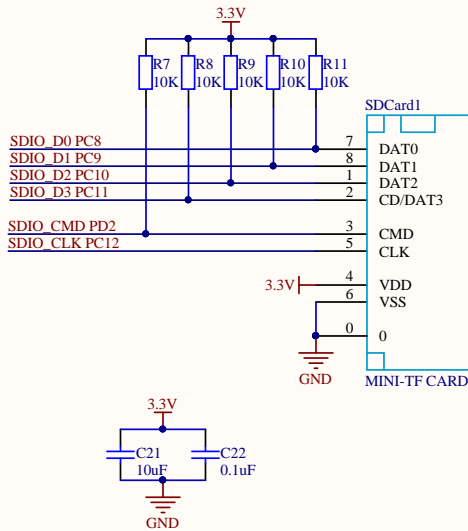 3.3V
R7 R8 R9 R10 R11
10K 10K 10K 10K 10K
SDCard1
SDIO_D0 PC8 7 DAT0
SDIO_D1 PC9 8 DAT1
SDIO_D2 PC10 1 DAT2
SDIO_D3 PC11 2 CD/DAT3
SDIO_CMD PD2 3 CMD
SDIO_CLK PC12 5 CLK
3.3V 4 VDD
6 VSS
0 0
GND MINI-TF CARD
3.3V
C21 C22
10uF 0.1uF
GND